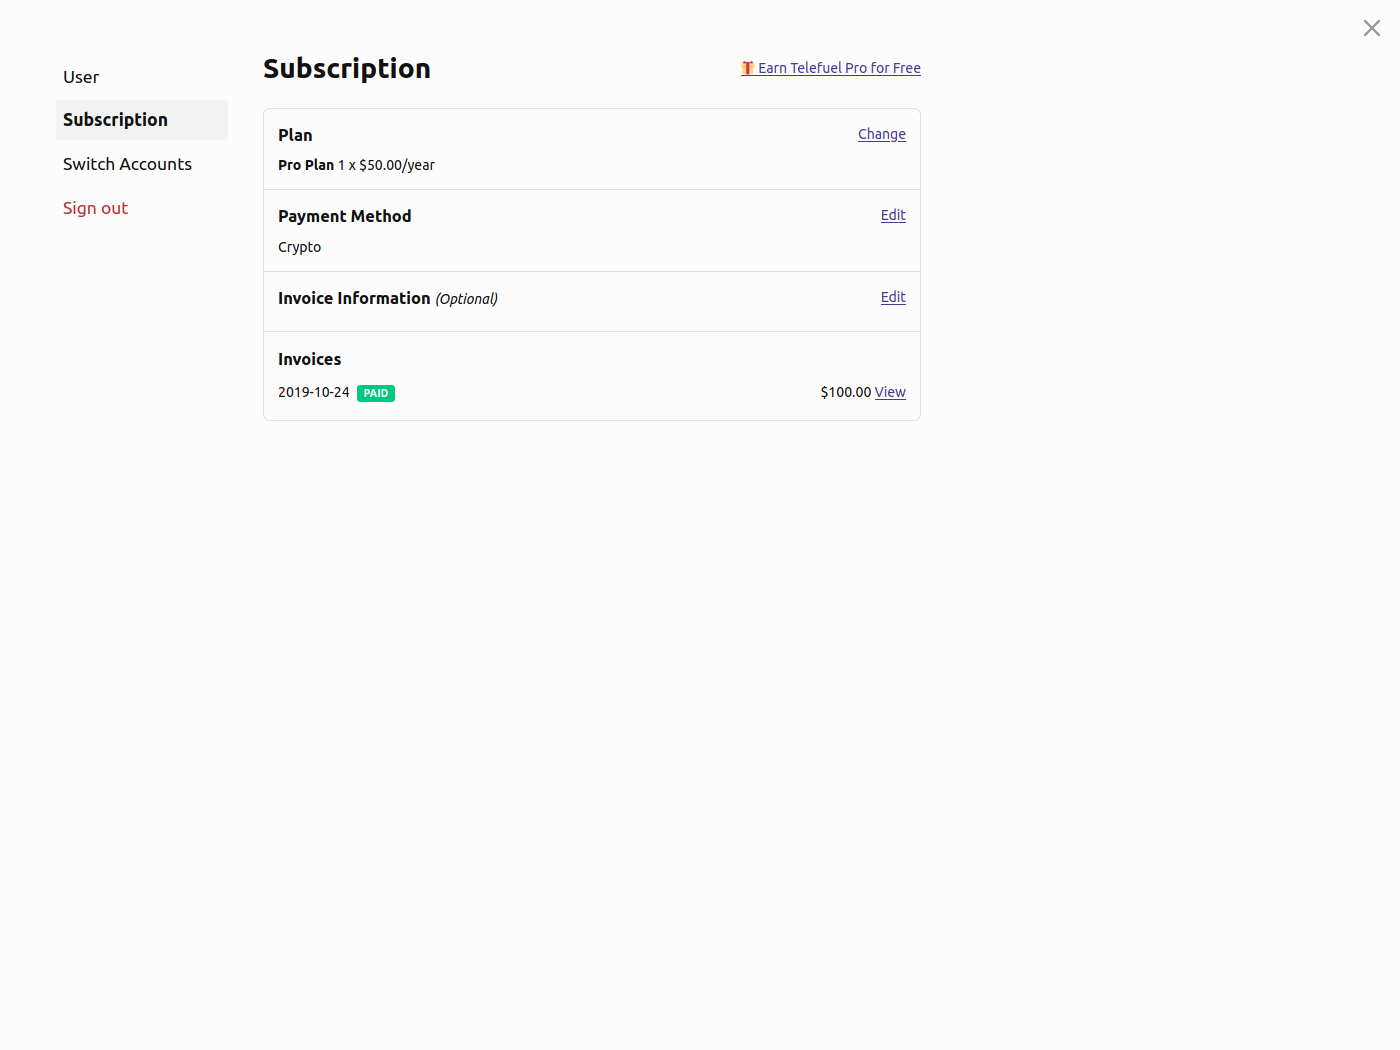 User
Subscription
Switch Accounts
Sign out
Subscription
Earn Telefuel Pro for Free
Plan
Change
Pro Plan 1 x $50.00/year
Payment Method
Edit
Crypto
Invoice Information (Optional)
Edit
Invoices
2019-10-24 PAID
$100.00 View